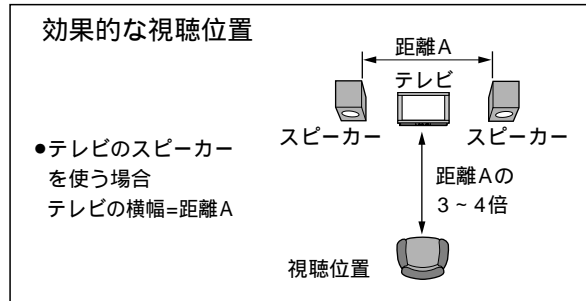 効果的な視聴位置
距離A
テレビ
スピーカー
スピーカー
●テレビのスピーカー
を使う場合
テレビの横幅=距離A
距離Aの
3~4倍
視聴位置